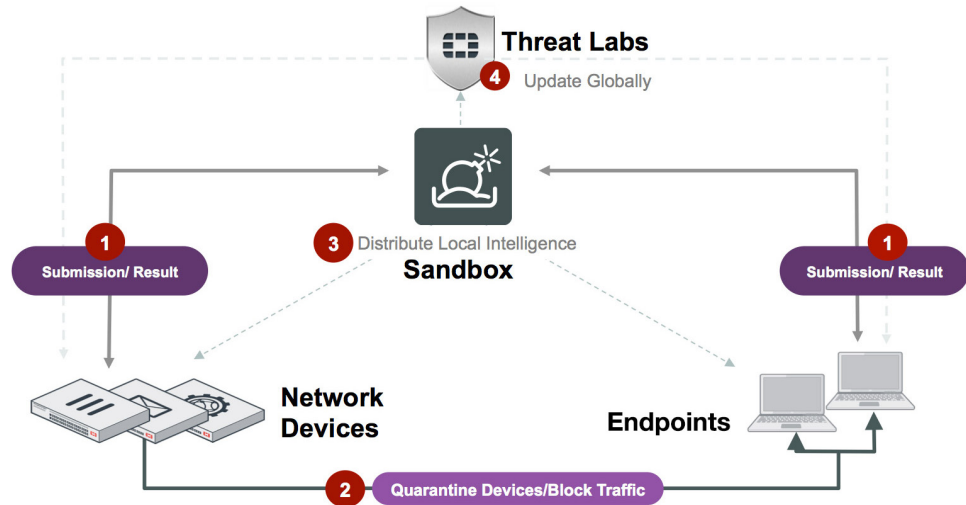 Threat Labs
4
Update Globally
1
Submission/ Result
3
Distribute Local Intelligence
Sandbox
1
Submission/ Result
Network
Devices
Endpoints
2
Quarantine Devices/Block Traffic